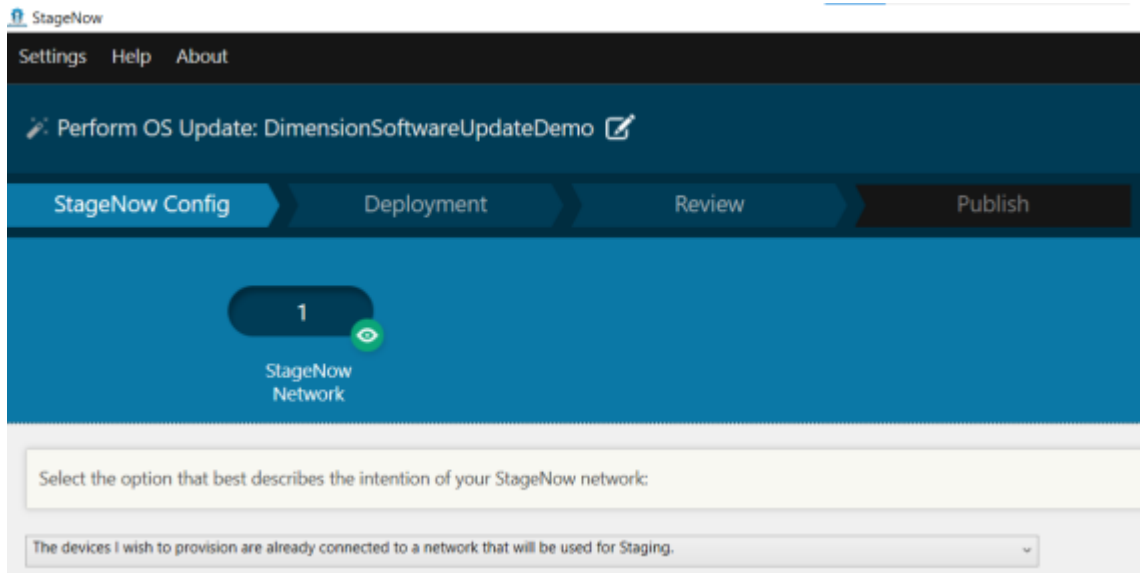 StageNow
Settings Help About
Perform OS Update: DimensionSoftwareUpdateDemo
StageNow Config Deployment Review Publish
1
StageNow
Network
Select the option that best describes the intention of your StageNow network:
The devices I wish to provision are already connected to a network that will be used for Staging.